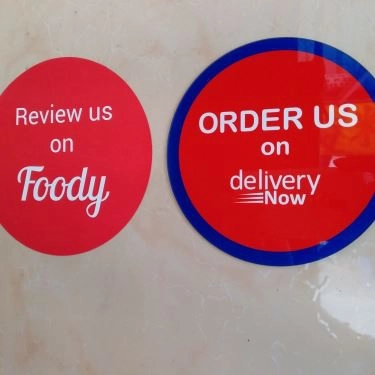 Review us
on
Foody
ORDER US
on
delivery
Now